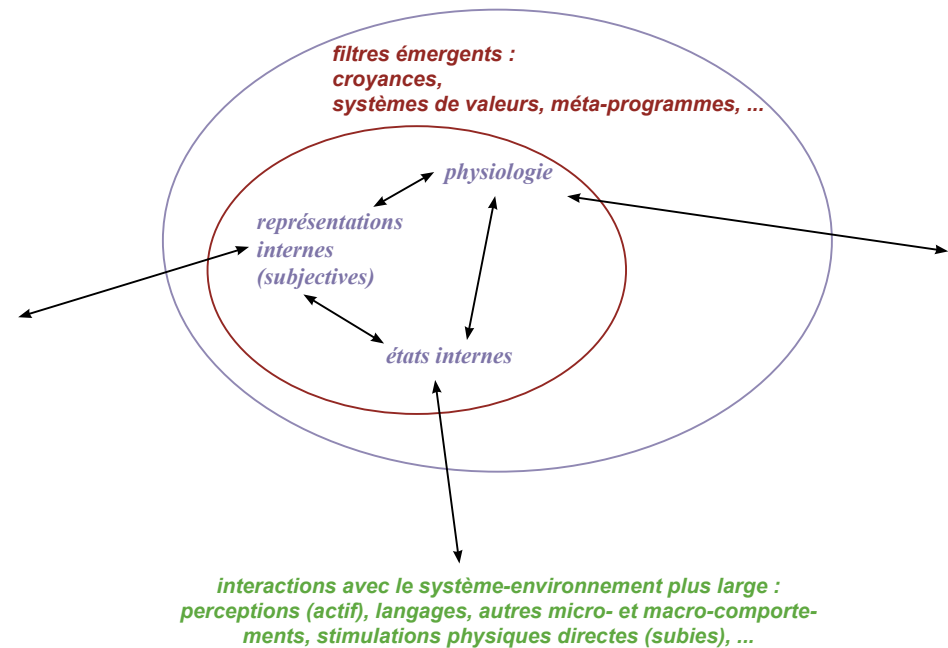 filtres émergents :
croyances,
systèmes de valeurs, méta-programmes, ...
physiologie
représentations
internes
(subjectives)
états internes
interactions avec le système-environnement plus large :
perceptions (actif), langages, autres micro- et macro-comporte-
ments, stimulations physiques directes (subies), ...